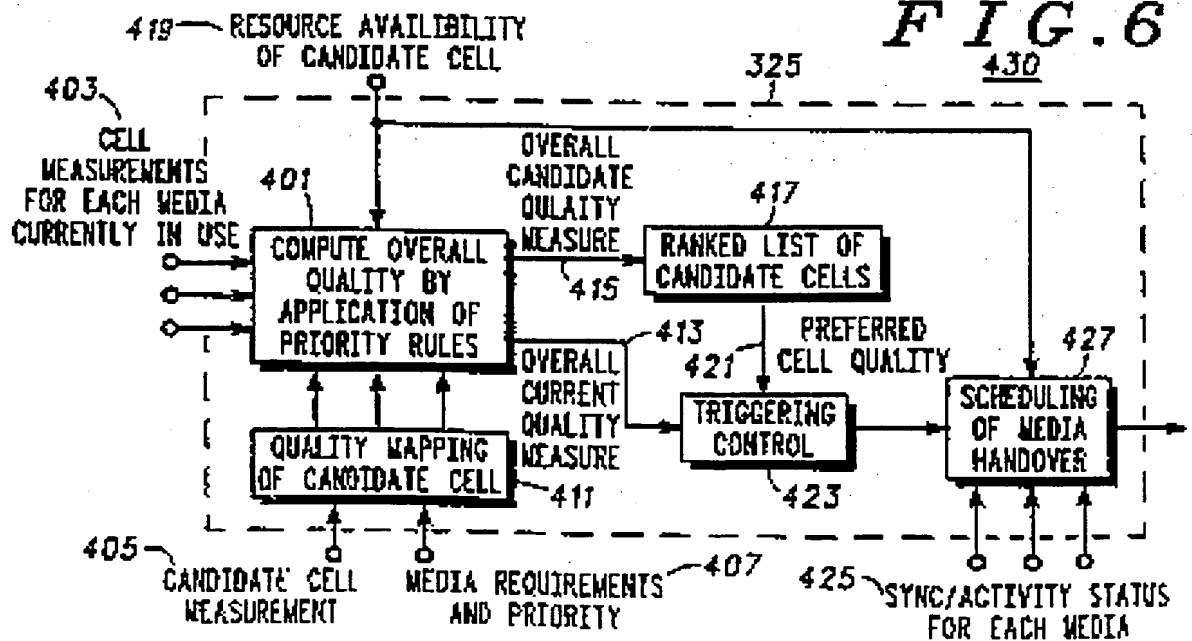 FIG.6
430
419
RESOURCE AVAILIBILITY
OF CANDIDATE CELL
325
403
CELL
MEASUREMENTS
FOR EACH MEDIA
CURRENTLY IN USE
401
COMPUTE OVERALL
QUALITY BY
APPLICATION OF
PRIORITY RULES
OVERALL
CANDIDATE
QULAITY
MEASURE
415
417
RANKED LIST OF
CANDIDATE CELLS
413
OVERALL
CURRENT
QUALITY
MEASURE
421
PREFERRED
CELL QUALITY
427
TRIGGERING
CONTROL
423
SCHEDULING
OF MEDIA
HANDOVER
QUALITY MAPPING
OF CANDIDATE CELL
411
405
CANDIDATE CELL
MEASUREMENT
MEDIA REQUIREMENTS
AND PRIORITY
407
425
SYNC/ACTIVITY STATUS
FOR EACH MEDIA